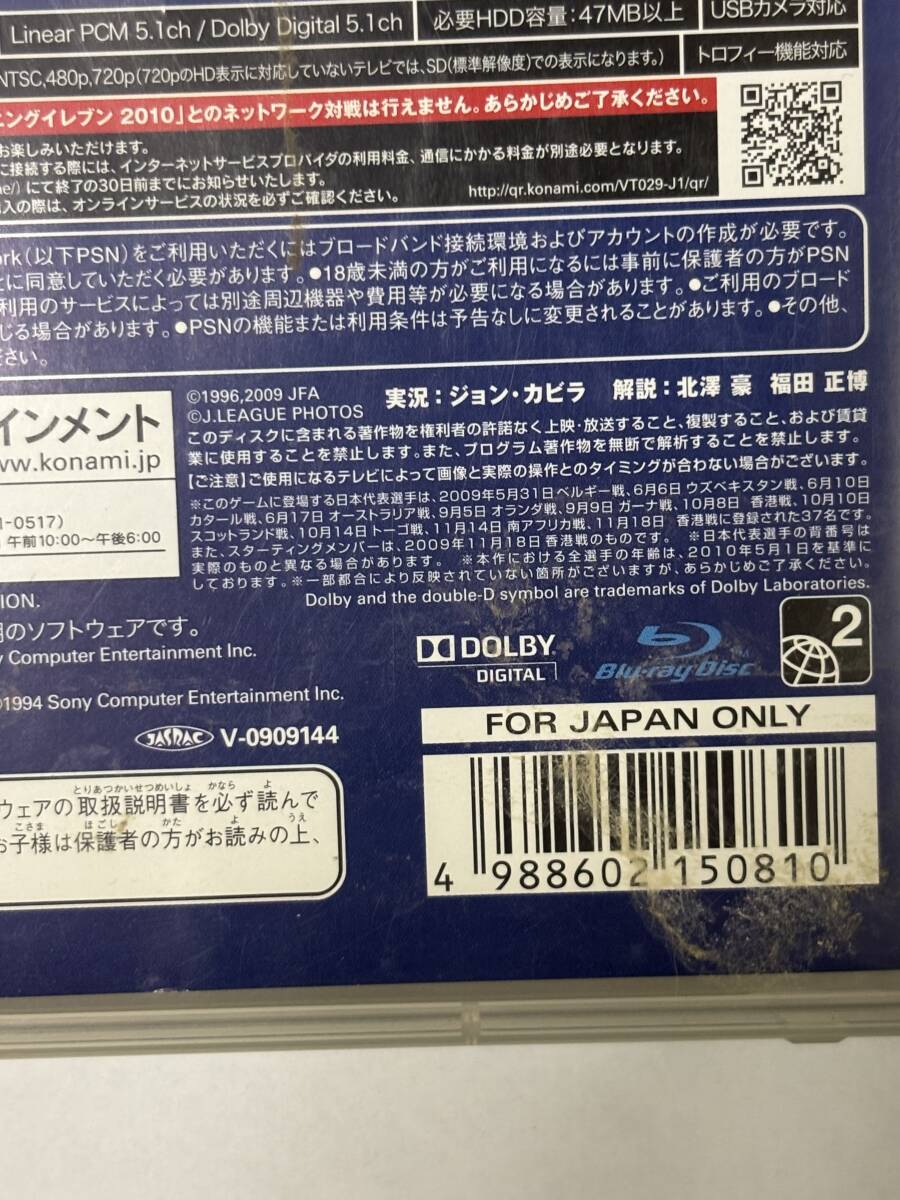 Linear PCM 5.1ch / Dolby Digital 5.1ch
必要HDD容量:47MB以上
USBカメラ対応
NTSC,480p,720p(720pのHD表示に対応していないテレビでは、SD(標準解像度)での表示になります。)
トロフィー機能対応
ニングイレブン 2010」とのネットワーク対戦は行えません。あらかじめご了承ください。
お楽しみいただけます。
に接続する際には、インターネットサービスプロバイダの利用料金、通信にかかる料金が別途必要となります。
ne/)にて終了の30日前までにお知らせいたします。
入の際は、オンラインサービスの状況を必ずご確認ください。
http://qr.konami.com/VT029-J1/qr/
ork(以下PSN)をご利用いただくにはブロードバンド接続環境およびアカウントの作成が必要です。
とに同意していただく必要があります。●18歳未満の方がご利用になるには事前に保護者の方がPSN
利用のサービスによっては別途周辺機器や費用等が必要になる場合があります。●ご利用のブロード
じる場合があります。●PSNの機能または利用条件は予告なしに変更されることがあります。●その他、
ださい。
インメント
www.konami.jp
1-0517)
午前10:00〜午後6:00
©1996,2009 JFA
©J.LEAGUE PHOTOS
実況:ジョン・カビラ 解説:北澤 豪 福田 正博
このディスクに含まれる著作物を権利者の許諾なく上映・放送すること、複製すること、および賃貸
業に使用することを禁止します。また、プログラム著作物を無断で解析することを禁止します。
【ご注意】ご使用になるテレビによって画像と実際の操作とのタイミングが合わない場合がございます。
※このゲームに登場する日本代表選手は、2009年5月31日ベルギー戦、6月6日 ウズベキスタン戦、6月10日
カタール戦、6月17日 オーストラリア戦、9月5日 オランダ戦、9月9日 ガーナ戦、10月8日 香港戦、10月10日
スコットランド戦、10月14日 トーゴ戦、11月14日 南アフリカ戦、11月18日 香港戦に登録された37名です。
また、スターティングメンバーは、2009年11月18日 香港戦のものです。 ※日本代表選手の背番号は
実際のものと異なる場合があります。 ※本作における全選手の年齢は、2010年5月1日を基準に
しております。※一部都合により反映されていない箇所がございますが、あらかじめご了承ください。
Dolby and the double-D symbol are trademarks of Dolby Laboratories.
ION.
用のソフトウェアです。
y Computer Entertainment Inc.
©1994 Sony Computer Entertainment Inc.
DOLBY
DIGITAL
Blu-ray Disc
TM
2
JASRAC V-0909144
FOR JAPAN ONLY
とりあつかいせつめいしょ かなら よ
ウェアの取扱説明書を必ず読んで
こさま ほごしゃ かた よ うえ
お子様は保護者の方がお読みの上、
4 988602 150810